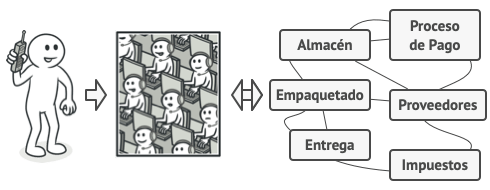 Almacén
Proceso
de Pago
Empaquetado
Proveedores
Entrega
Impuestos